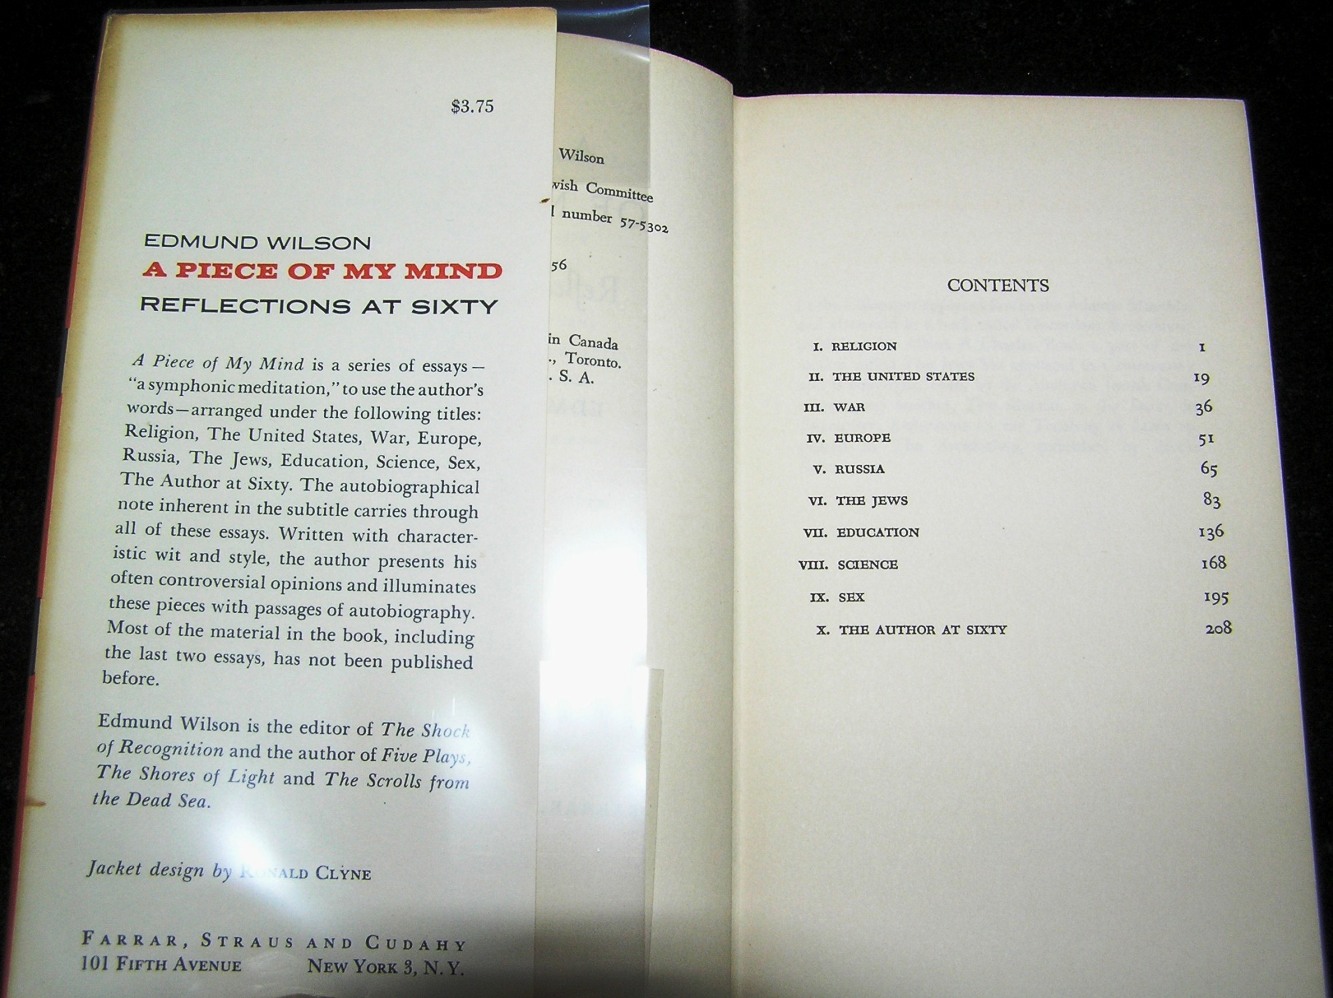 $3.75
EDMUND WILSON
A PIECE OF MY MIND
REFLECTIONS AT SIXTY
A Piece of My Mind is a series of essays—
"a symphonic meditation," to use the author's
words—arranged under the following titles:
Religion, The United States, War, Europe,
Russia, The Jews, Education, Science, Sex,
The Author at Sixty. The autobiographical
note inherent in the subtitle carries through
all of these essays. Written with character-
istic wit and style, the author presents his
often controversial opinions and illuminates
these pieces with passages of autobiography.
Most of the material in the book, including
the last two essays, has not been published
before.
Edmund Wilson is the editor of The Shock
of Recognition and the author of Five Plays,
The Shores of Light and The Scrolls from
the Dead Sea.
Jacket design by RONALD CLYNE
FARRAR, STRAUS AND CUDAHY
101 FIFTH AVENUE NEW YORK 3, N.Y.
Wilson
wish Committee
l number 57-5302
56
in Canada
., Toronto.
. S. A.
CONTENTS
I. RELIGION 1
II. THE UNITED STATES 19
III. WAR 36
IV. EUROPE 51
V. RUSSIA 65
VI. THE JEWS 83
VII. EDUCATION 136
VIII. SCIENCE 168
IX. SEX 195
X. THE AUTHOR AT SIXTY 208